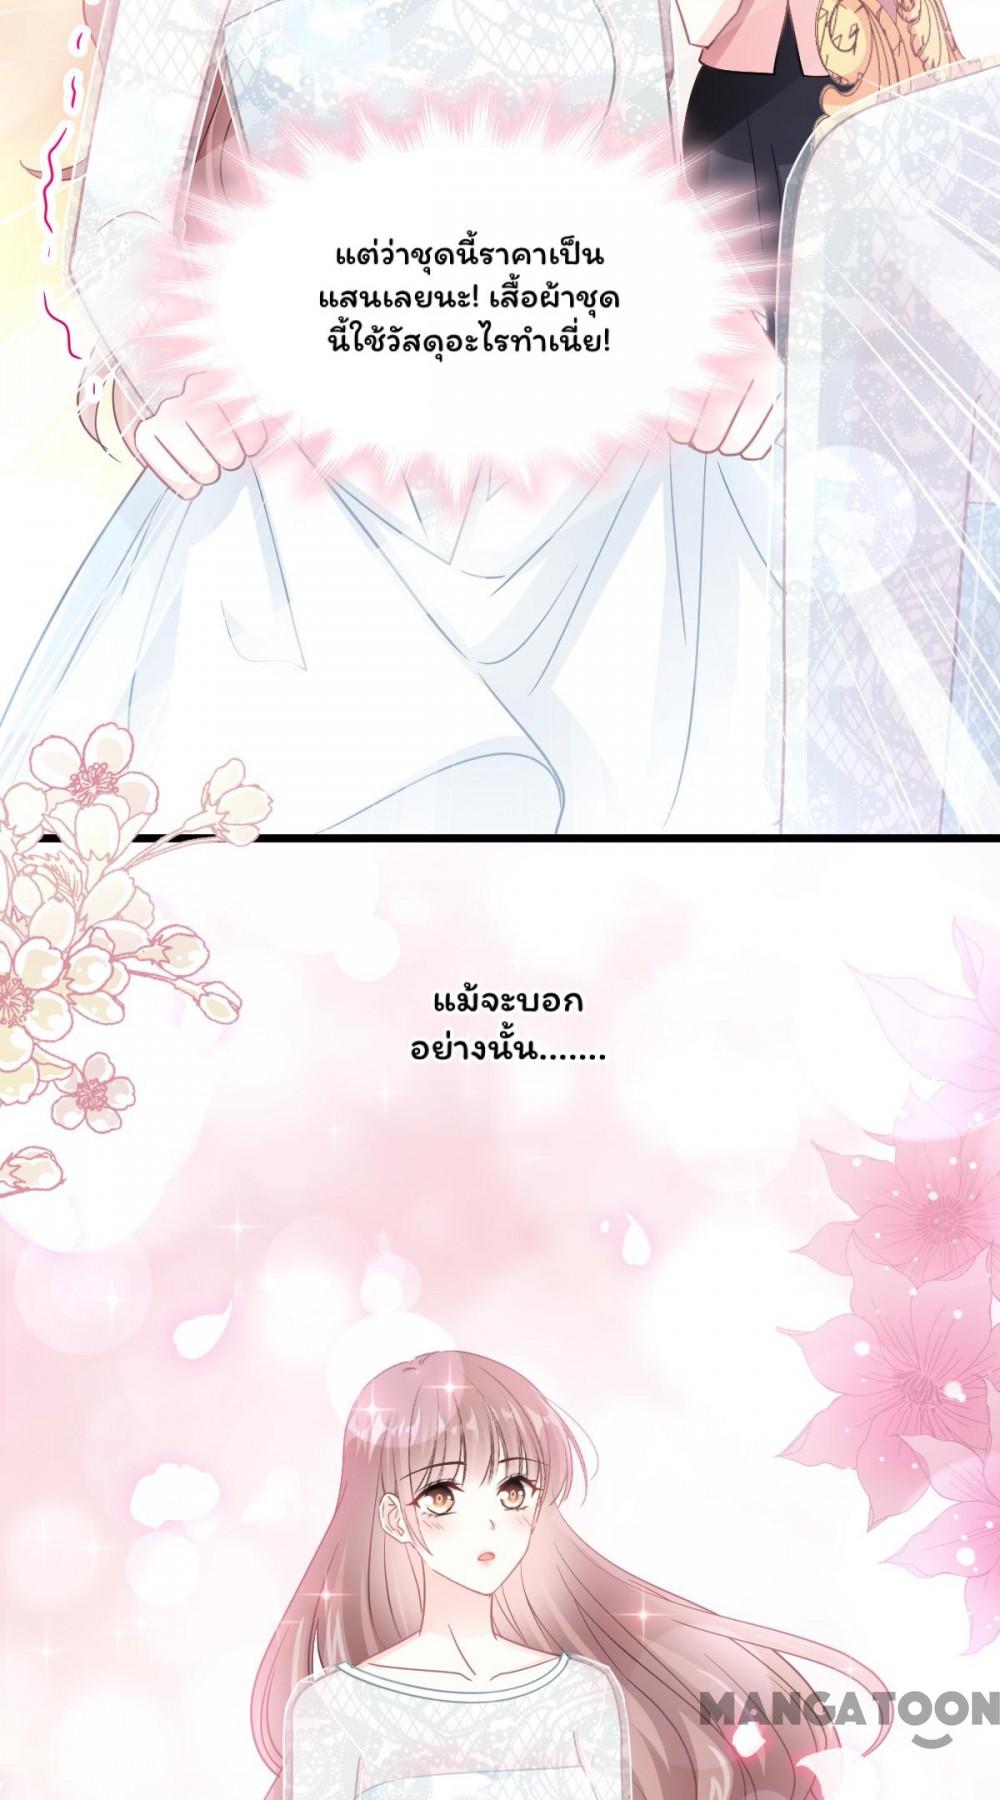 แต่ว่าชุดนี้ราคาเป็น
แสนเลยนะ! เสื้อผ้าชุด
นี้ใช้วัสดุอะไรทำเนี่ย!
แม้จะบอก
อย่างนั้น.......
MANGATOON